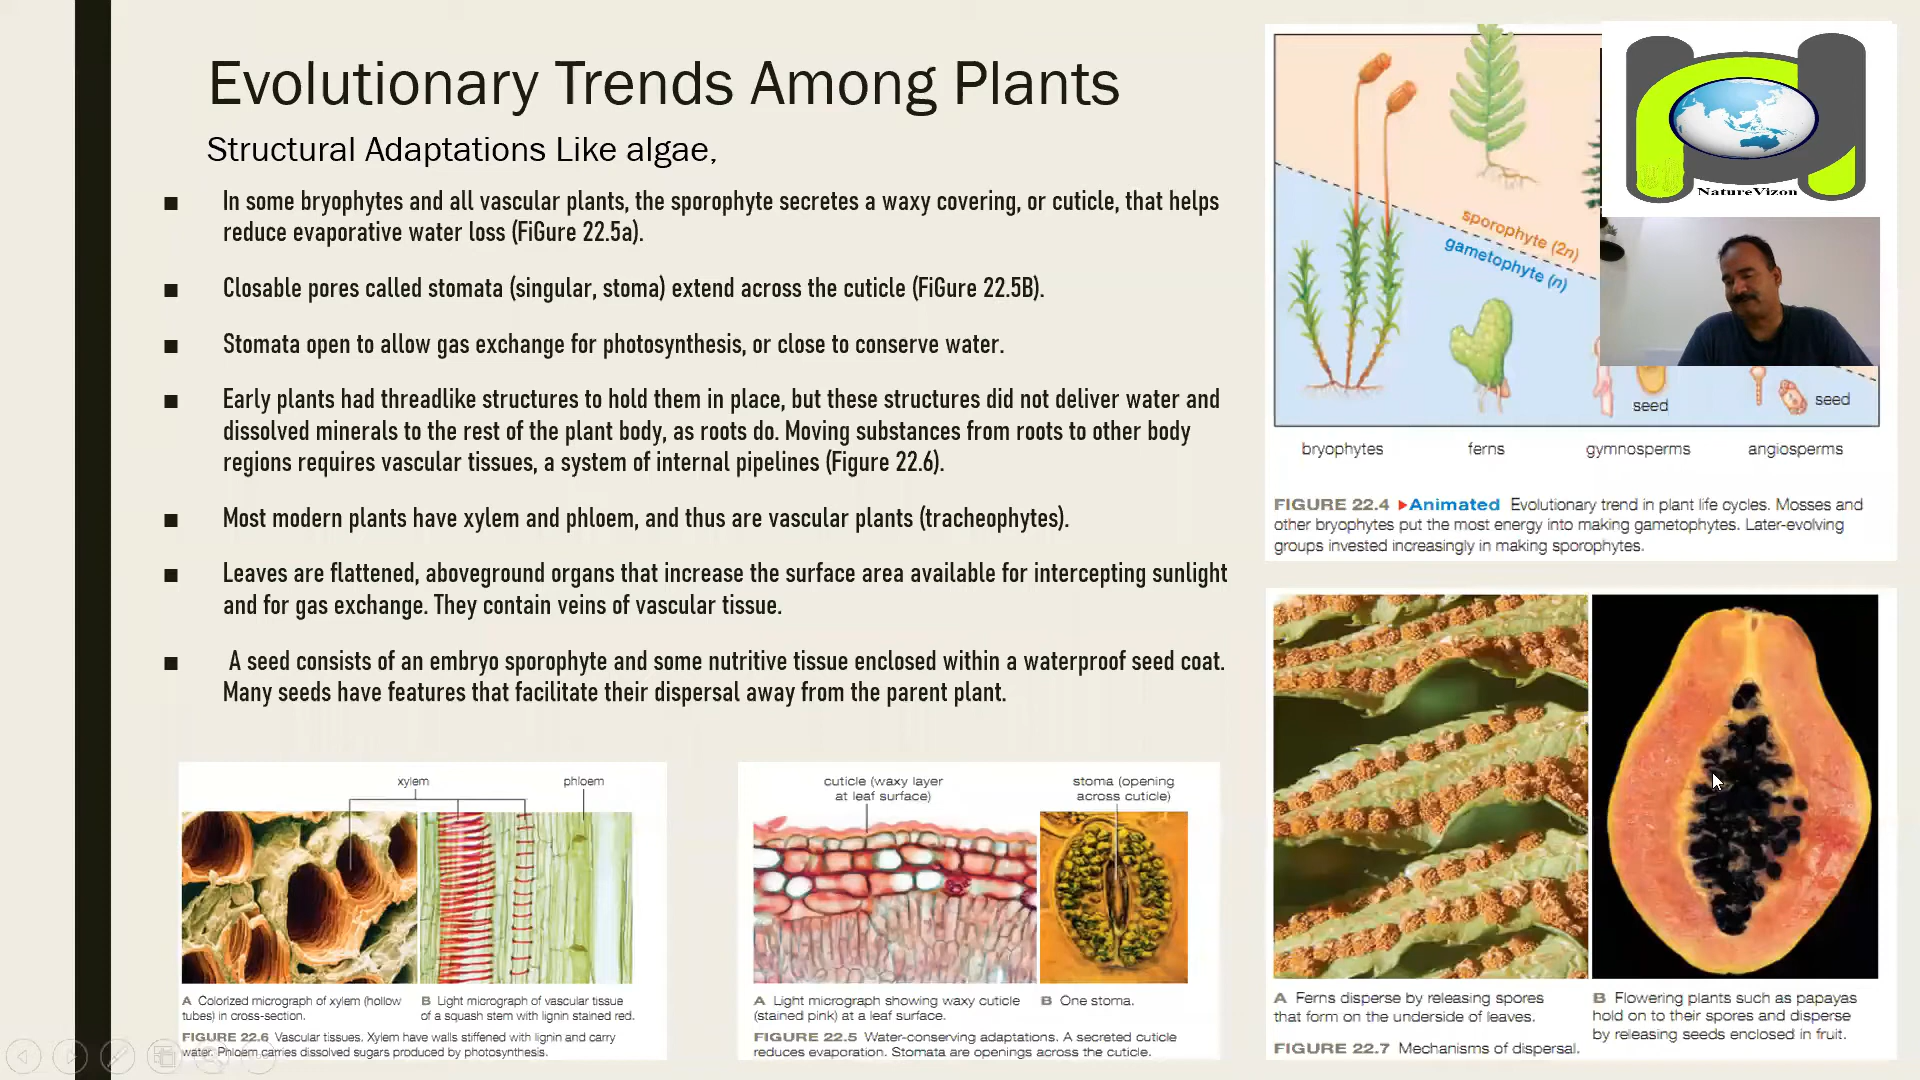 Evolutionary Trends Among Plants
Structural Adaptations Like algae,
■ In some bryophytes and all vascular plants, the sporophyte secretes a waxy covering, or cuticle, that helps
reduce evaporative water loss (FiGure 22.5a).
■ Closable pores called stomata (singular, stoma) extend across the cuticle (FiGure 22.5B).
■ Stomata open to allow gas exchange for photosynthesis, or close to conserve water.
■ Early plants had threadlike structures to hold them in place, but these structures did not deliver water and
dissolved minerals to the rest of the plant body, as roots do. Moving substances from roots to other body
regions requires vascular tissues, a system of internal pipelines (Figure 22.6).
■ Most modern plants have xylem and phloem, and thus are vascular plants (tracheophytes).
■ Leaves are flattened, aboveground organs that increase the surface area available for intercepting sunlight
and for gas exchange. They contain veins of vascular tissue.
■ A seed consists of an embryo sporophyte and some nutritive tissue enclosed within a waterproof seed coat.
Many seeds have features that facilitate their dispersal away from the parent plant.
xylem
phloem
A Colorized micrograph of xylem (hollow
tubes) in cross-section.
B Light micrograph of vascular tissue
of a squash stem with lignin stained red.
FIGURE 22.6 Vascular tissues. Xylem have walls stiffened with lignin and carry
water. Phloem carries dissolved sugars produced by photosynthesis.
cuticle (waxy layer
at leaf surface)
stoma (opening
across cuticle)
A Light micrograph showing waxy cuticle
(stained pink) at a leaf surface.
B One stoma.
FIGURE 22.5 Water-conserving adaptations. A secreted cuticle
reduces evaporation. Stomata are openings across the cuticle.
NatureVizon
sporophyte (2n)
gametophyte (n)
seed
seed
bryophytes
ferns
gymnosperms
angiosperms
FIGURE 22.4 ▶Animated Evolutionary trend in plant life cycles. Mosses and
other bryophytes put the most energy into making gametophytes. Later-evolving
groups invested increasingly in making sporophytes.
A Ferns disperse by releasing spores
that form on the underside of leaves.
B Flowering plants such as papayas
hold on to their spores and disperse
by releasing seeds enclosed in fruit.
FIGURE 22.7 Mechanisms of dispersal.